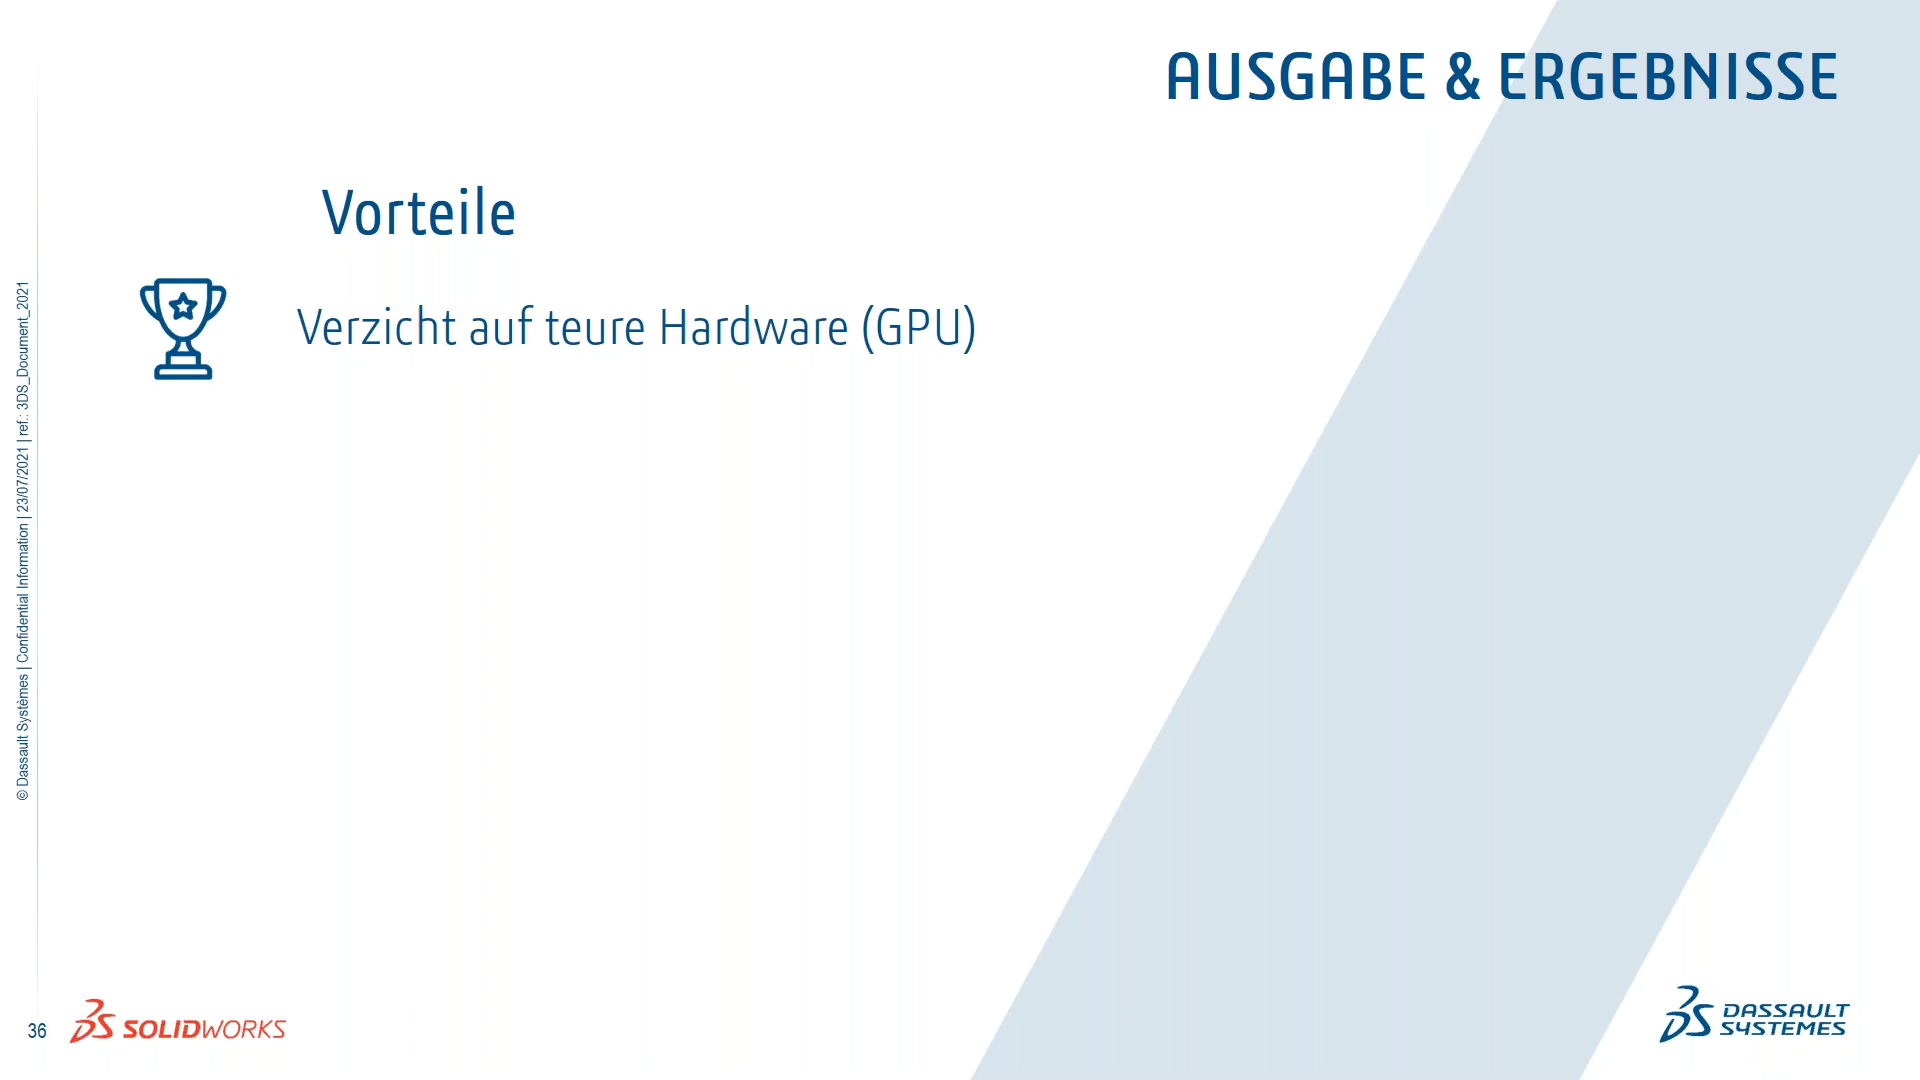 AUSGABE & ERGEBNISSE
Vorteile
Verzicht auf teure Hardware (GPU)
© Dassault Systèmes | Confidential Information | 23/07/2021 | ref.: 3DS_Document_2021
36
SOLIDWORKS
DASSAULT
SYSTEMES